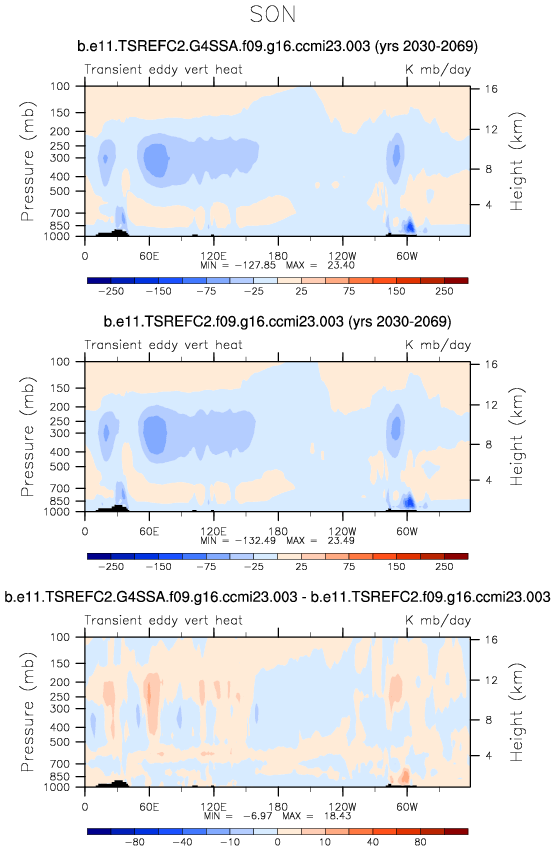 SON
b.e11.TSREFC2.G4SSA.f09.g16.ccmi23.003 (yrs 2030-2069)
Transient eddy vert heat K mb/day
Pressure (mb)
100
150
200
250
300
400
500
700
850
1000
16
12
8
4
Height (km)
0 60E 120E 180 120W 60W
MIN = -127.85 MAX = 23.40
-250 -150 -75 -25 25 75 150 250
b.e11.TSREFC2.f09.g16.ccmi23.003 (yrs 2030-2069)
Transient eddy vert heat K mb/day
Pressure (mb)
100
150
200
250
300
400
500
700
850
1000
16
12
8
4
Height (km)
0 60E 120E 180 120W 60W
MIN = -132.49 MAX = 23.49
-250 -150 -75 -25 25 75 150 250
b.e11.TSREFC2.G4SSA.f09.g16.ccmi23.003 - b.e11.TSREFC2.f09.g16.ccmi23.003
Transient eddy vert heat K mb/day
Pressure (mb)
100
150
200
250
300
400
500
700
850
1000
16
12
8
4
Height (km)
0 60E 120E 180 120W 60W
MIN = -6.97 MAX = 18.43
-80 -40 -10 0 10 40 80